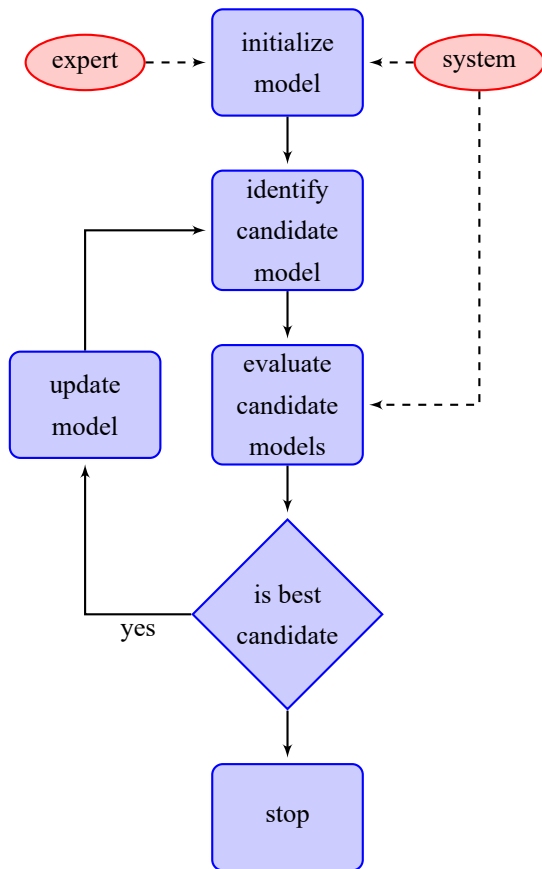 expert
initialize
model
system
identify
candidate
model
evaluate
candidate
models
update
model
is best
candidate
yes
stop